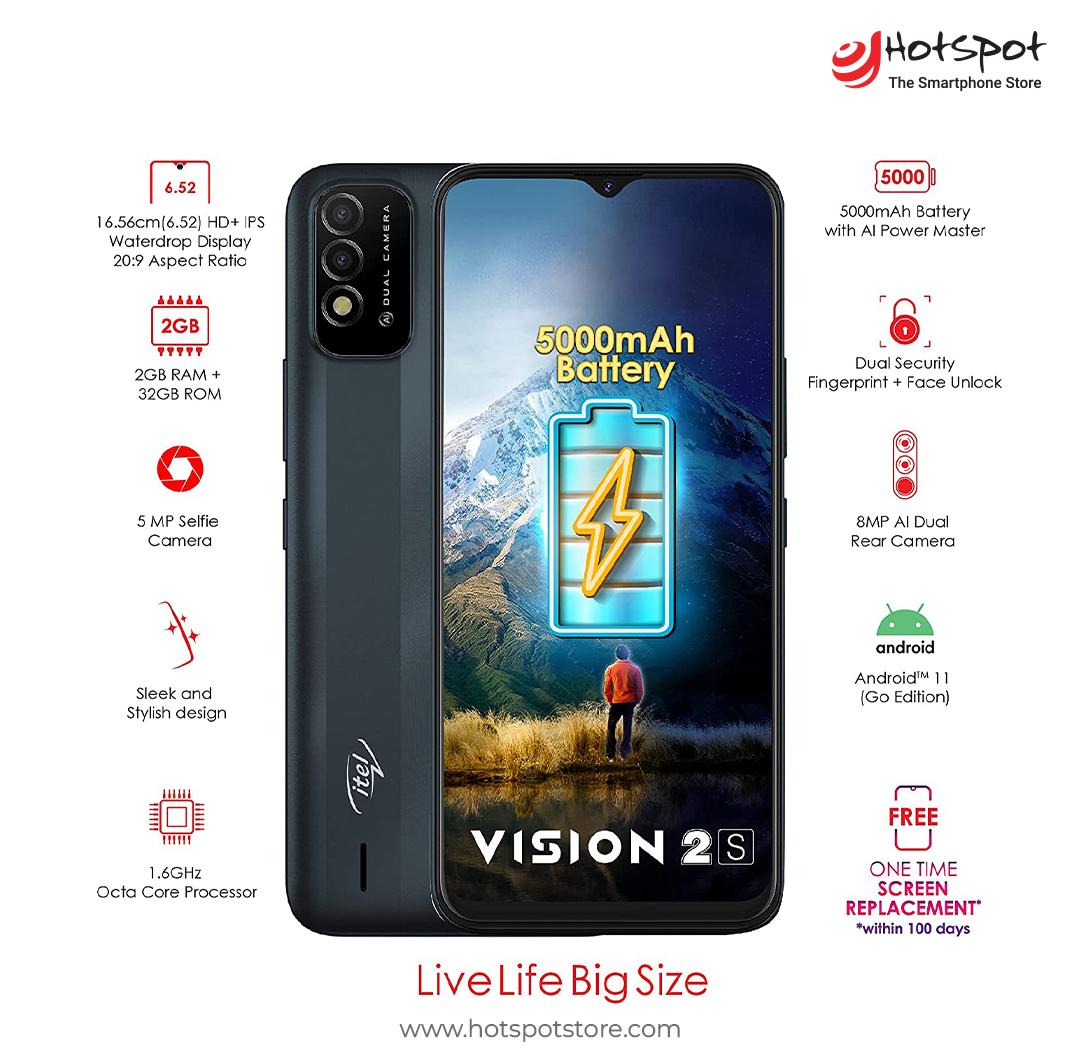 HOTSPOT
The Smartphone Store
6.52
16.56cm(6.52) HD+ IPS
Waterdrop Display
20:9 Aspect Ratio
2GB
2GB RAM +
32GB ROM
5 MP Selfie
Camera
Sleek and
Stylish design
1.6GHz
Octa Core Processor
AI DUAL CAMERA
itel
5000mAh
Battery
VISION 2S
5000
5000mAh Battery
with AI Power Master
Dual Security
Fingerprint + Face Unlock
8MP AI Dual
Rear Camera
android
Android™ 11
(Go Edition)
FREE
ONE TIME
SCREEN
REPLACEMENT*
*within 100 days
Live Life Big Size
www.hotspotstore.com